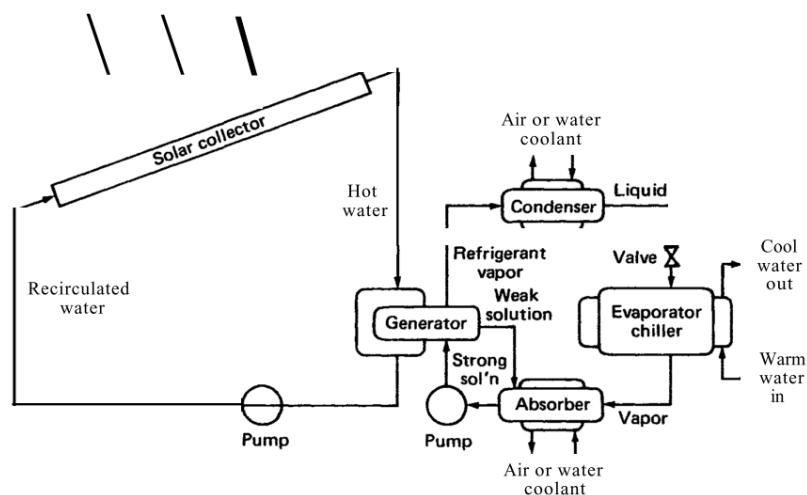 Solar collector
Air or water
coolant
Hot
water
Condenser
Liquid
Refrigerant
vapor
Valve
Cool
water
out
Recirculated
water
Weak
solution
Generator
Evaporator
chiller
Strong
sol'n
Warm
water
in
Absorber
Vapor
Pump
Pump
Air or water
coolant